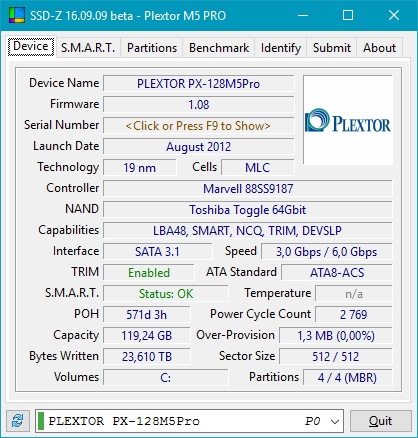 SSD-Z 16.09.09 beta - Plextor M5 PRO
Device S.M.A.R.T. Partitions Benchmark Identify Submit About
Device Name PLEXTOR PX-128M5Pro
Firmware 1.08
Serial Number <Click or Press F9 to Show>
PLEXTOR
Launch Date August 2012
Technology 19 nm Cells MLC
Controller Marvell 88SS9187
NAND Toshiba Toggle 64Gbit
Capabilities LBA48, SMART, NCQ, TRIM, DEVSLP
Interface SATA 3.1 Speed 3,0 Gbps / 6,0 Gbps
TRIM Enabled ATA Standard ATA8-ACS
S.M.A.R.T. Status: OK Temperature n/a
POH 571d 3h Power Cycle Count 2 769
Capacity 119,24 GB Over-Provision 1,3 MB (0,00%)
Bytes Written 23,610 TB Sector Size 512 / 512
Volumes C: Partitions 4 / 4 (MBR)
PLEXTOR PX-128M5Pro P0 Quit